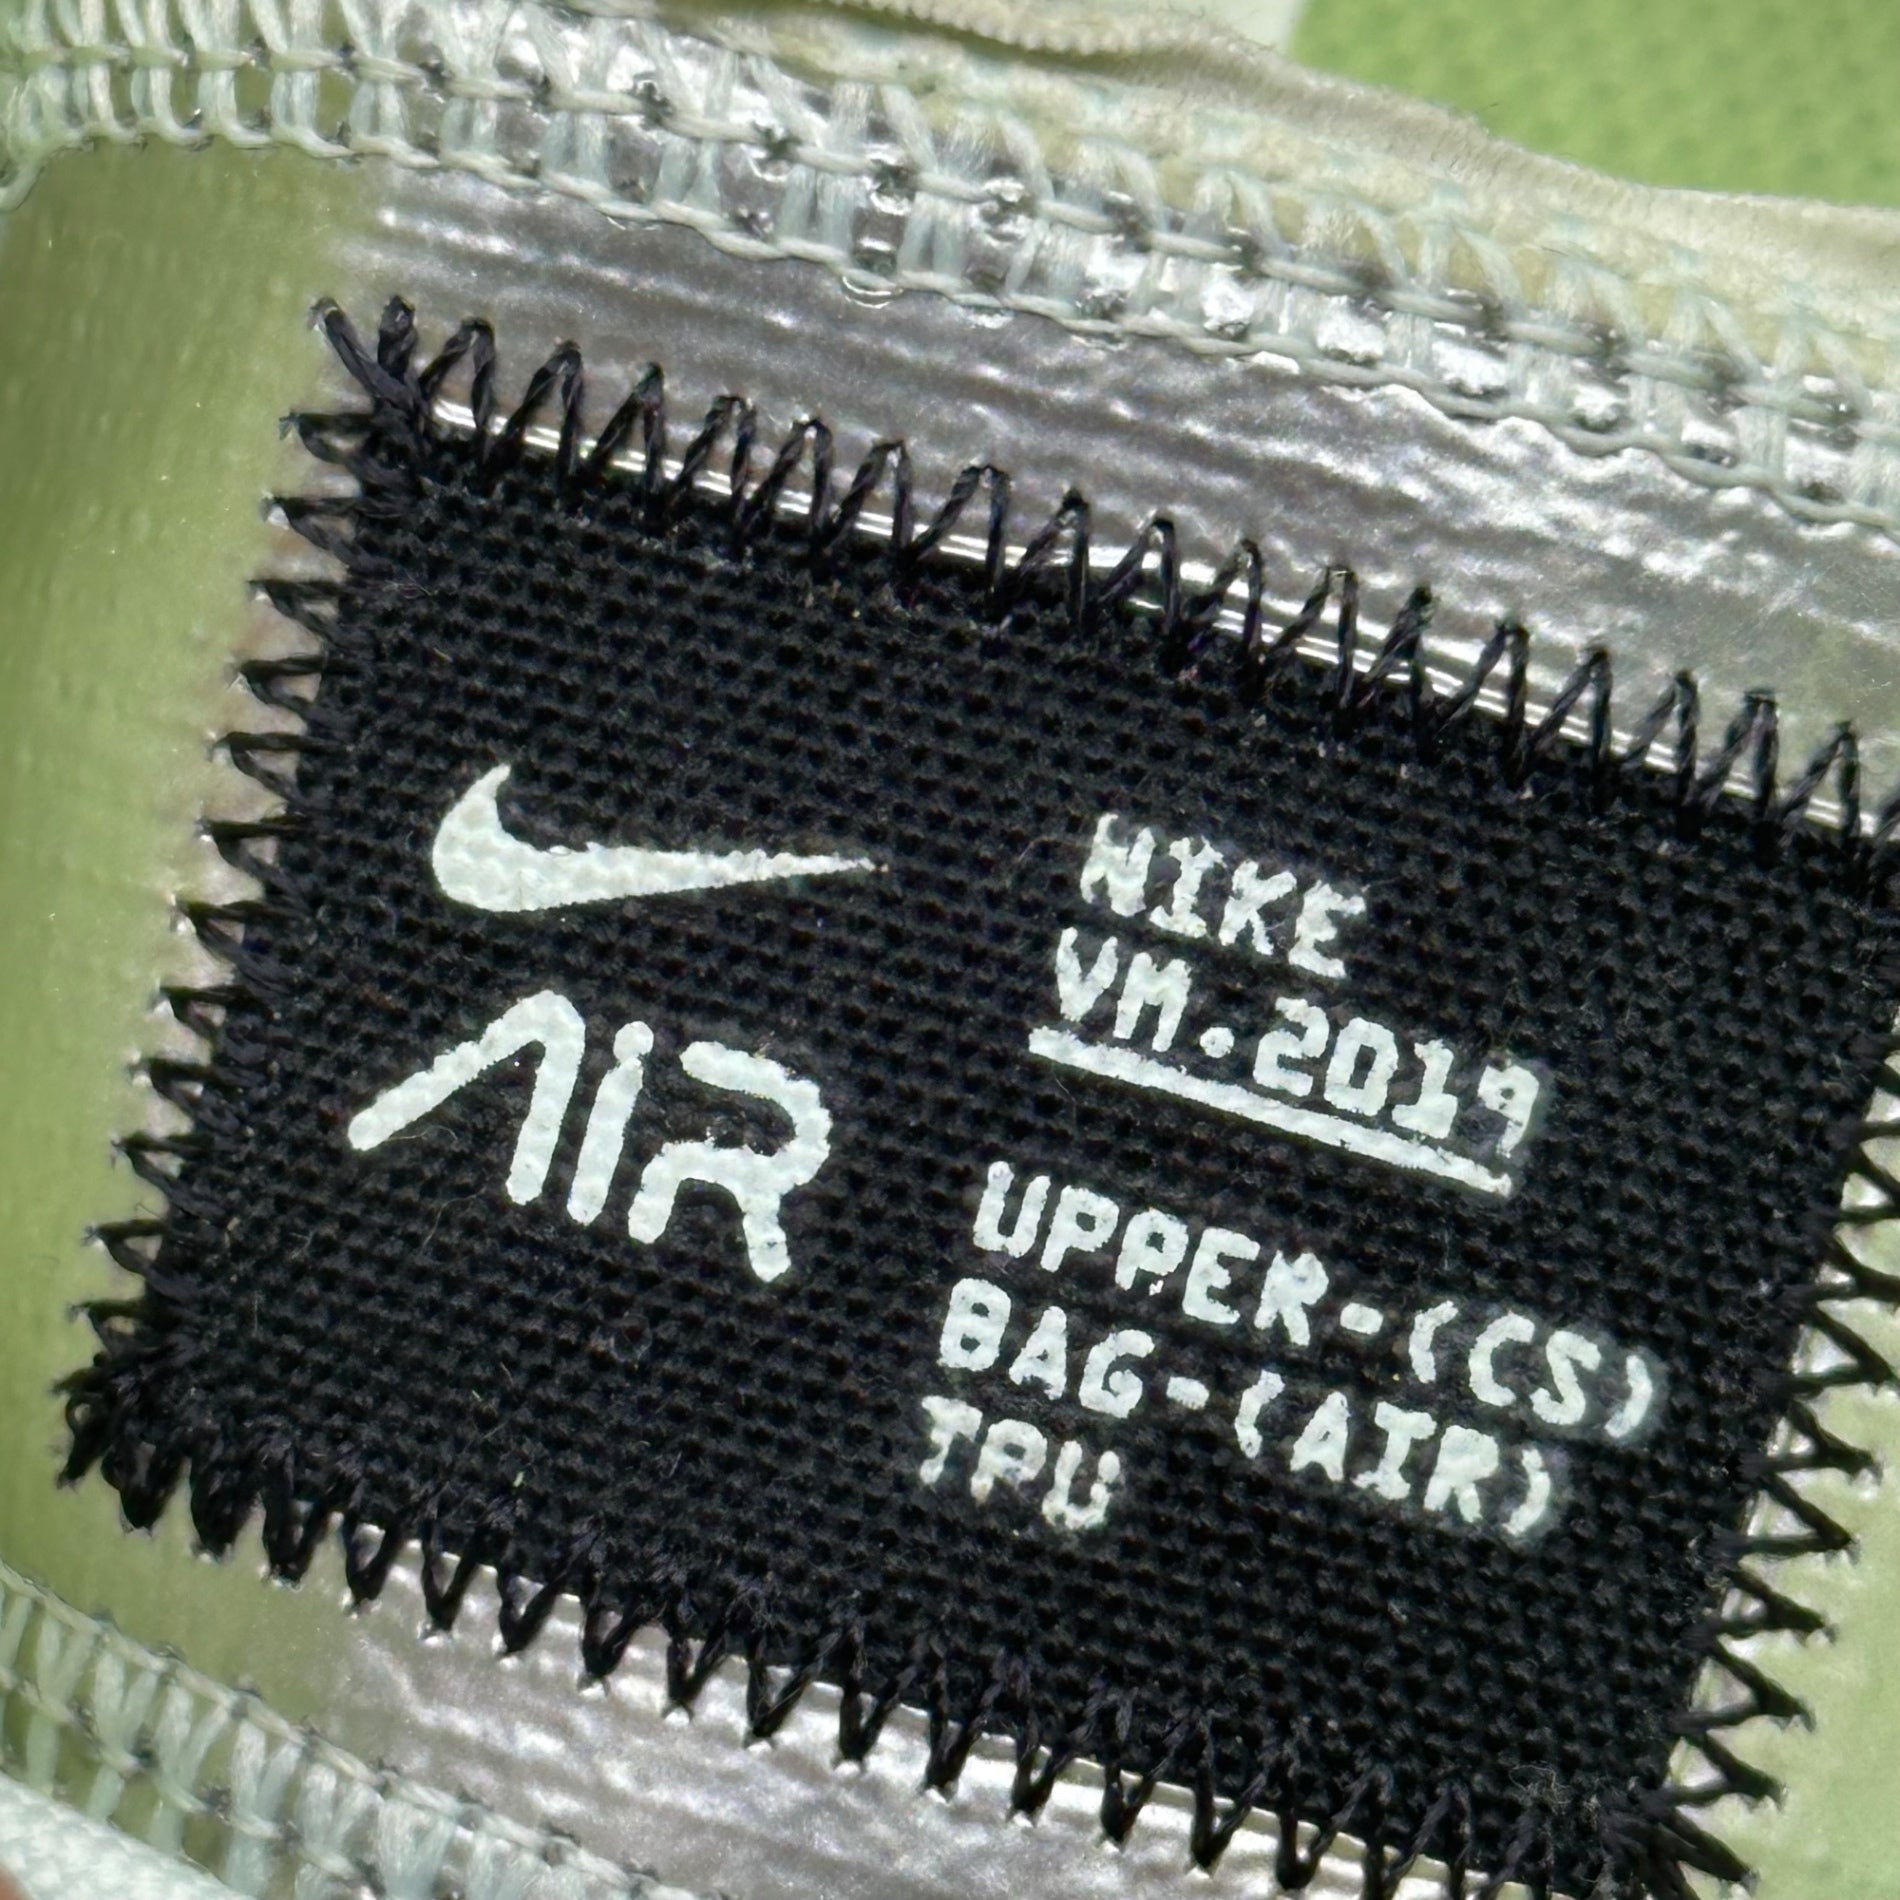 AIR
NIKE
VM.2019
UPPER-(CS)
BAG-(AIR)
TPU